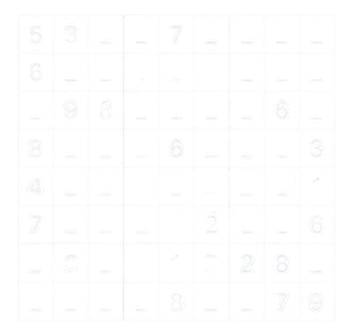 5 3 _ _ 7 _ _ _ _
6 _ _ _ _ _ _
_ 9 8 _ _ _ _ 6 _
8 _ _ _ 6 _ _ _ 3
4 _ _ _ _ _
7 _ _ _ _ 2 _ _ 6
_ _ 2 8 _
_ _ _ _ 8 _ _ 7 9